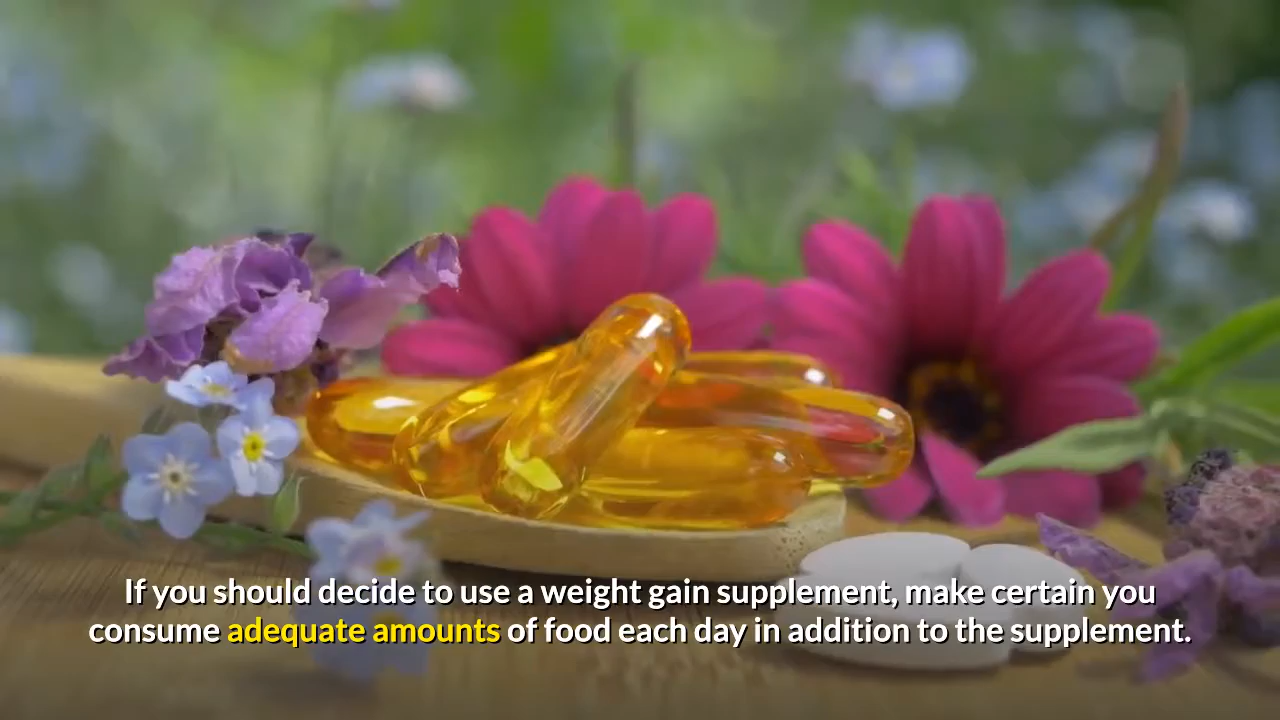 If you should decide to use a weight gain supplement, make certain you
consume adequate amounts of food each day in addition to the supplement.